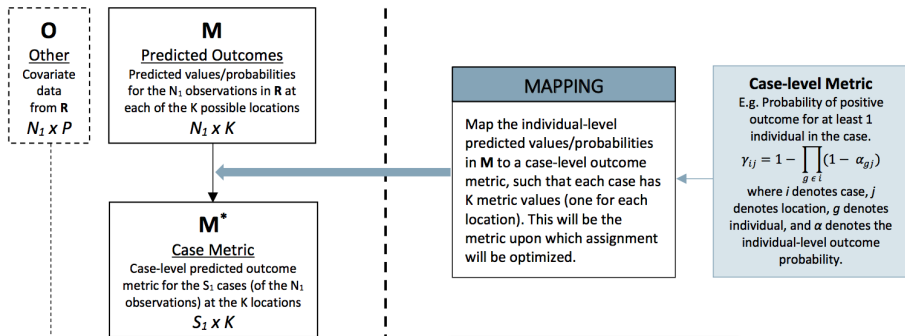 O
Other
Covariate
data
from R
N₁ x P
M
Predicted Outcomes
Predicted values/probabilities
for the N₁ observations in R at
each of the K possible locations
N₁ x K
M*
Case Metric
Case-level predicted outcome
metric for the S₁ cases (of the N₁
observations) at the K locations
S₁ x K
MAPPING
Map the individual-level
predicted values/probabilities
in M to a case-level outcome
metric, such that each case has
K metric values (one for each
location). This will be the
metric upon which assignment
will be optimized.
Case-level Metric
E.g. Probability of positive
outcome for at least 1
individual in the case.
γᵢⱼ = 1 − ∏_{g ϵ i} (1 − α_{gj})
where i denotes case, j
denotes location, g denotes
individual, and α denotes the
individual-level outcome
probability.